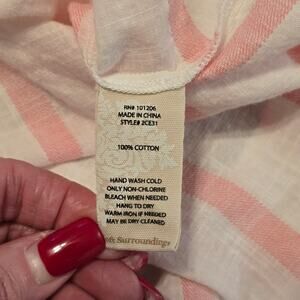 RN# 101206
MADE IN CHINA
STYLE# 2CE31
100% COTTON
HAND WASH COLD
ONLY NON-CHLORINE
BLEACH WHEN NEEDED
HANG TO DRY
WARM IRON IF NEEDED
MAY BE DRY CLEANED
Surroundings